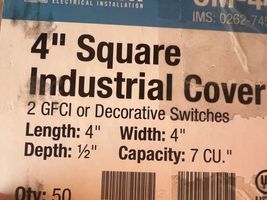 ELECTRICAL INSTALLATION
IMS: 0262-749
4" Square
Industrial Cover
2 GFCI or Decorative Switches
Length: 4" Width: 4"
Depth: ½" Capacity: 7 CU."
Qty: 50